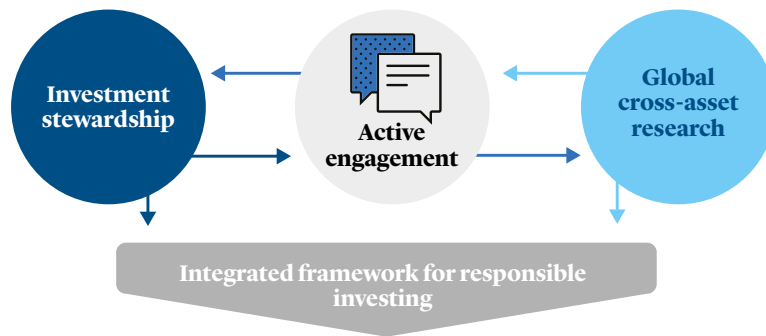 Investment
stewardship
Active
engagement
Global
cross-asset
research
Integrated framework for responsible
investing